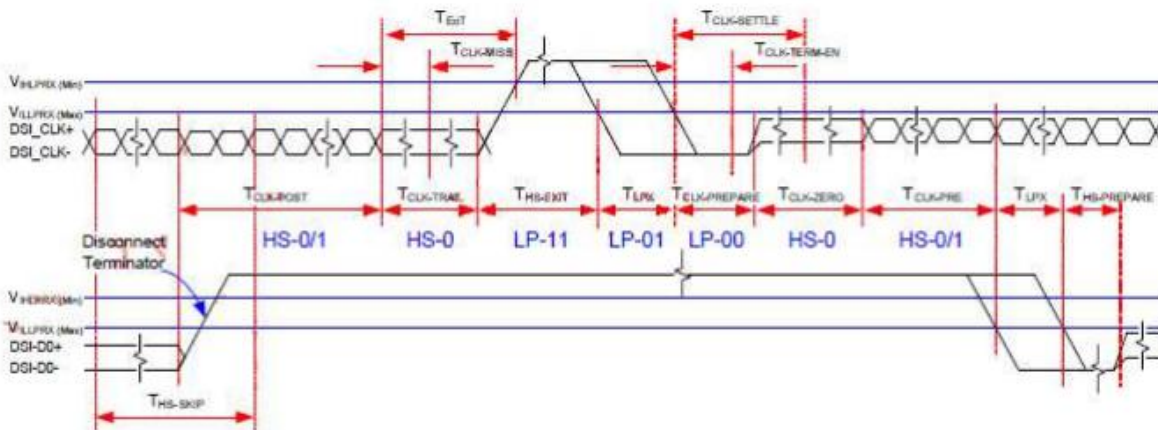 TEoT TCLK-SETTLE
TCLK-MISS TCLK-TERM-EN
VIHLPRX (Min)
VILLPRX (Max)
DSI_CLK+
DSI_CLK-
TCLK-POST TCLK-TRAIL THS-EXIT TLPX TCLK-PREPARE TCLK-ZERO TCLK-PRE TLPX THS-PREPARE
HS-0/1 HS-0 LP-11 LP-01 LP-00 HS-0 HS-0/1
Disconnect
Terminator
(Min)
VILLPRX (Max)
DSI-D0+
DSI-D0-
THS-SKIP